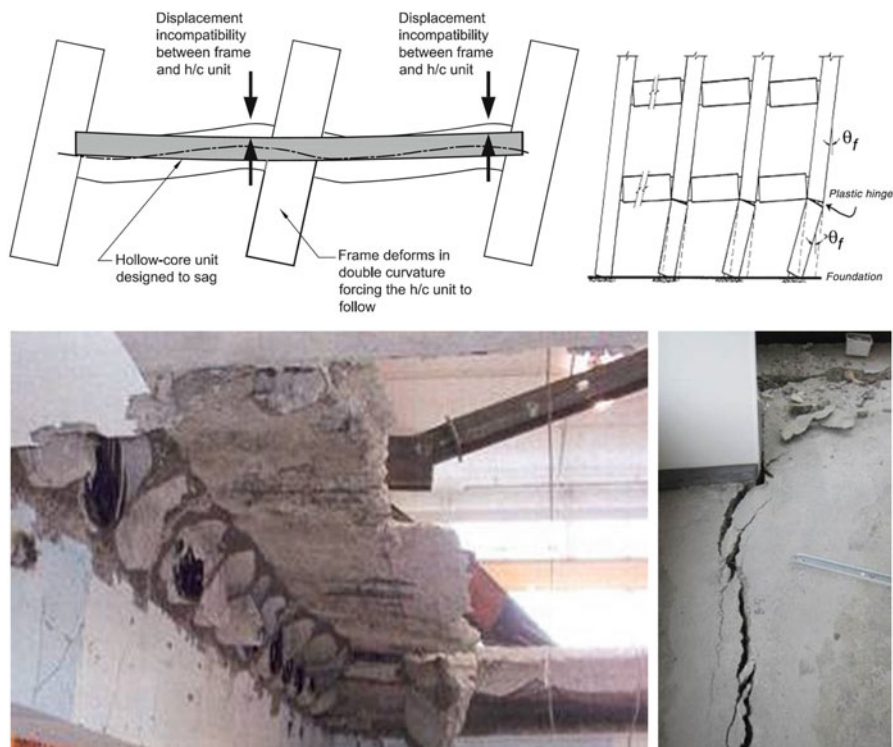 Displacement
incompatibility
between frame
and h/c unit
Displacement
incompatibility
between frame
and h/c unit
Hollow-core unit
designed to sag
Frame deforms in
double curvature
forcing the h/c unit to
follow
θf
Plastic hinge
θf
Foundation